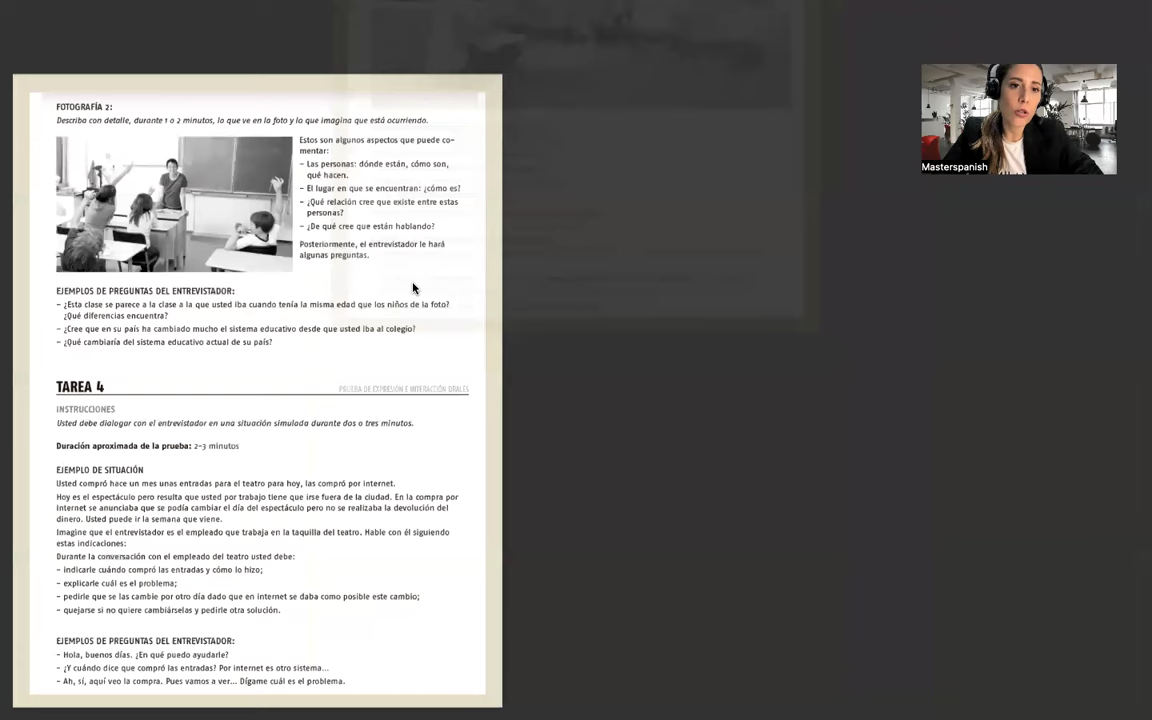 FOTOGRAFÍA 2:
Describa con detalle, durante 1 o 2 minutos, lo que ve en la foto y lo que imagina que está ocurriendo.
Estos son algunos aspectos que puede co-
mentar:
– Las personas: dónde están, cómo son,
qué hacen.
– El lugar en que se encuentran: ¿cómo es?
– ¿Qué relación cree que existe entre estas
personas?
– ¿De qué cree que están hablando?
Posteriormente, el entrevistador le hará
algunas preguntas.
EJEMPLOS DE PREGUNTAS DEL ENTREVISTADOR:
– ¿Esta clase se parece a la clase a la que usted iba cuando tenía la misma edad que los niños de la foto?
¿Qué diferencias encuentra?
– ¿Cree que en su país ha cambiado mucho el sistema educativo desde que usted iba al colegio?
– ¿Qué cambiaría del sistema educativo actual de su país?
TAREA 4
PRUEBA DE EXPRESIÓN E INTERACCIÓN ORALES
INSTRUCCIONES
Usted debe dialogar con el entrevistador en una situación simulada durante dos o tres minutos.
Duración aproximada de la prueba: 2-3 minutos
EJEMPLO DE SITUACIÓN
Usted compró hace un mes unas entradas para el teatro para hoy, las compró por internet.
Hoy es el espectáculo pero resulta que usted por trabajo tiene que irse fuera de la ciudad. En la compra por
internet se anunciaba que se podía cambiar el día del espectáculo pero no se realizaba la devolución del
dinero. Usted puede ir la semana que viene.
Imagine que el entrevistador es el empleado que trabaja en la taquilla del teatro. Hable con él siguiendo
estas indicaciones:
Durante la conversación con el empleado del teatro usted debe:
– indicarle cuándo compró las entradas y cómo lo hizo;
– explicarle cuál es el problema;
– pedirle que se las cambie por otro día dado que en internet se daba como posible este cambio;
– quejarse si no quiere cambiárselas y pedirle otra solución.
EJEMPLOS DE PREGUNTAS DEL ENTREVISTADOR:
– Hola, buenos días. ¿En qué puedo ayudarle?
– ¿Y cuándo dice que compró las entradas? Por internet es otro sistema...
– Ah, sí, aquí veo la compra. Pues vamos a ver... Dígame cuál es el problema.
Masterspanish